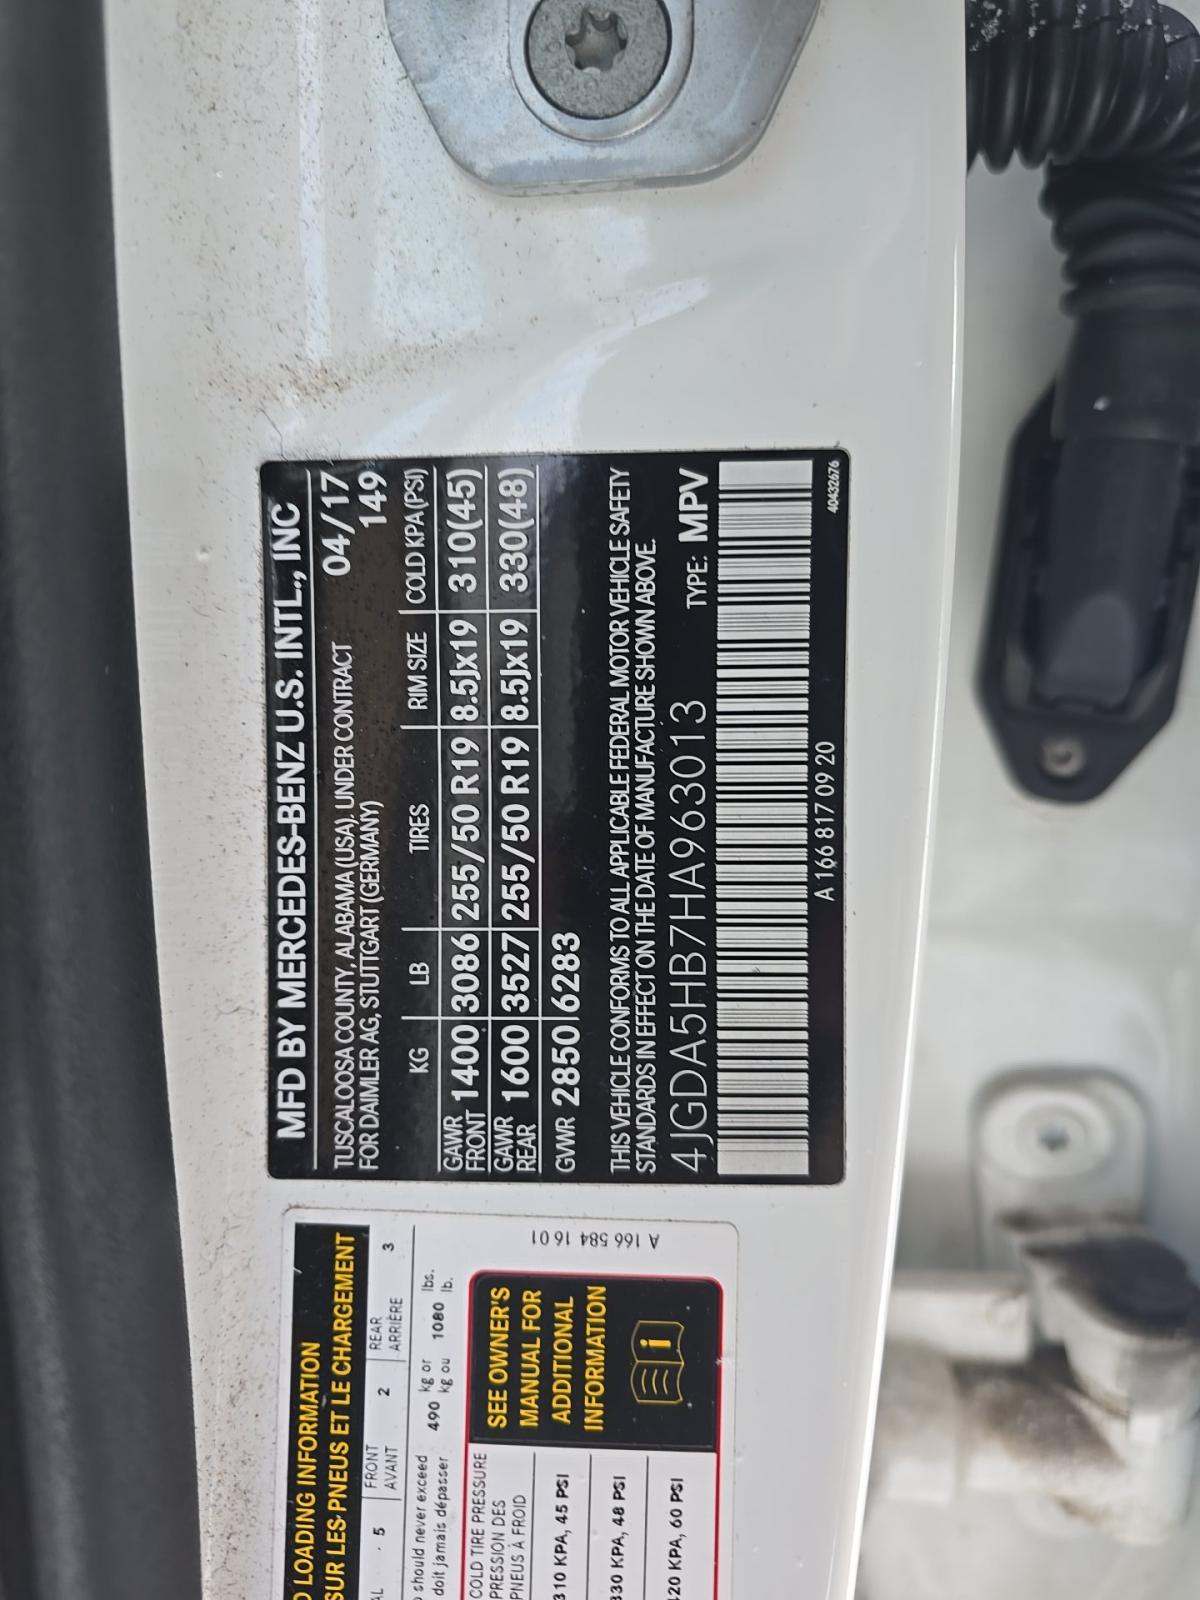 MFD BY MERCEDES-BENZ U.S. INTL., INC
TUSCALOOSA COUNTY, ALABAMA (USA). UNDER CONTRACT 04/17
FOR DAIMLER AG, STUTTGART (GERMANY) 149
KG LB TIRES RIM SIZE COLD KPA (PSI)
GAWR FRONT 1400 3086 255/50 R19 8.5Jx19 310(45)
GAWR REAR 1600 3527 255/50 R19 8.5Jx19 330(48)
GVWR 2850 6283
THIS VEHICLE CONFORMS TO ALL APPLICABLE FEDERAL MOTOR VEHICLE SAFETY
STANDARDS IN EFFECT ON THE DATE OF MANUFACTURE SHOWN ABOVE.
4JGDA5HB7HA963013 TYPE: MPV
A 166 817 09 20
40432676
LOADING INFORMATION
SUR LES PNEUS ET LE CHARGEMENT
5 FRONT 2 REAR 3
AVANT ARRIÈRE
should never exceed 490 kg or 1080 lbs.
doit jamais dépasser kg ou lb.
COLD TIRE PRESSURE
PRESSION DES
PNEUS À FROID
310 KPA, 45 PSI
330 KPA, 48 PSI
420 KPA, 60 PSI
SEE OWNER'S
MANUAL FOR
ADDITIONAL
INFORMATION
i
A 166 584 16 01